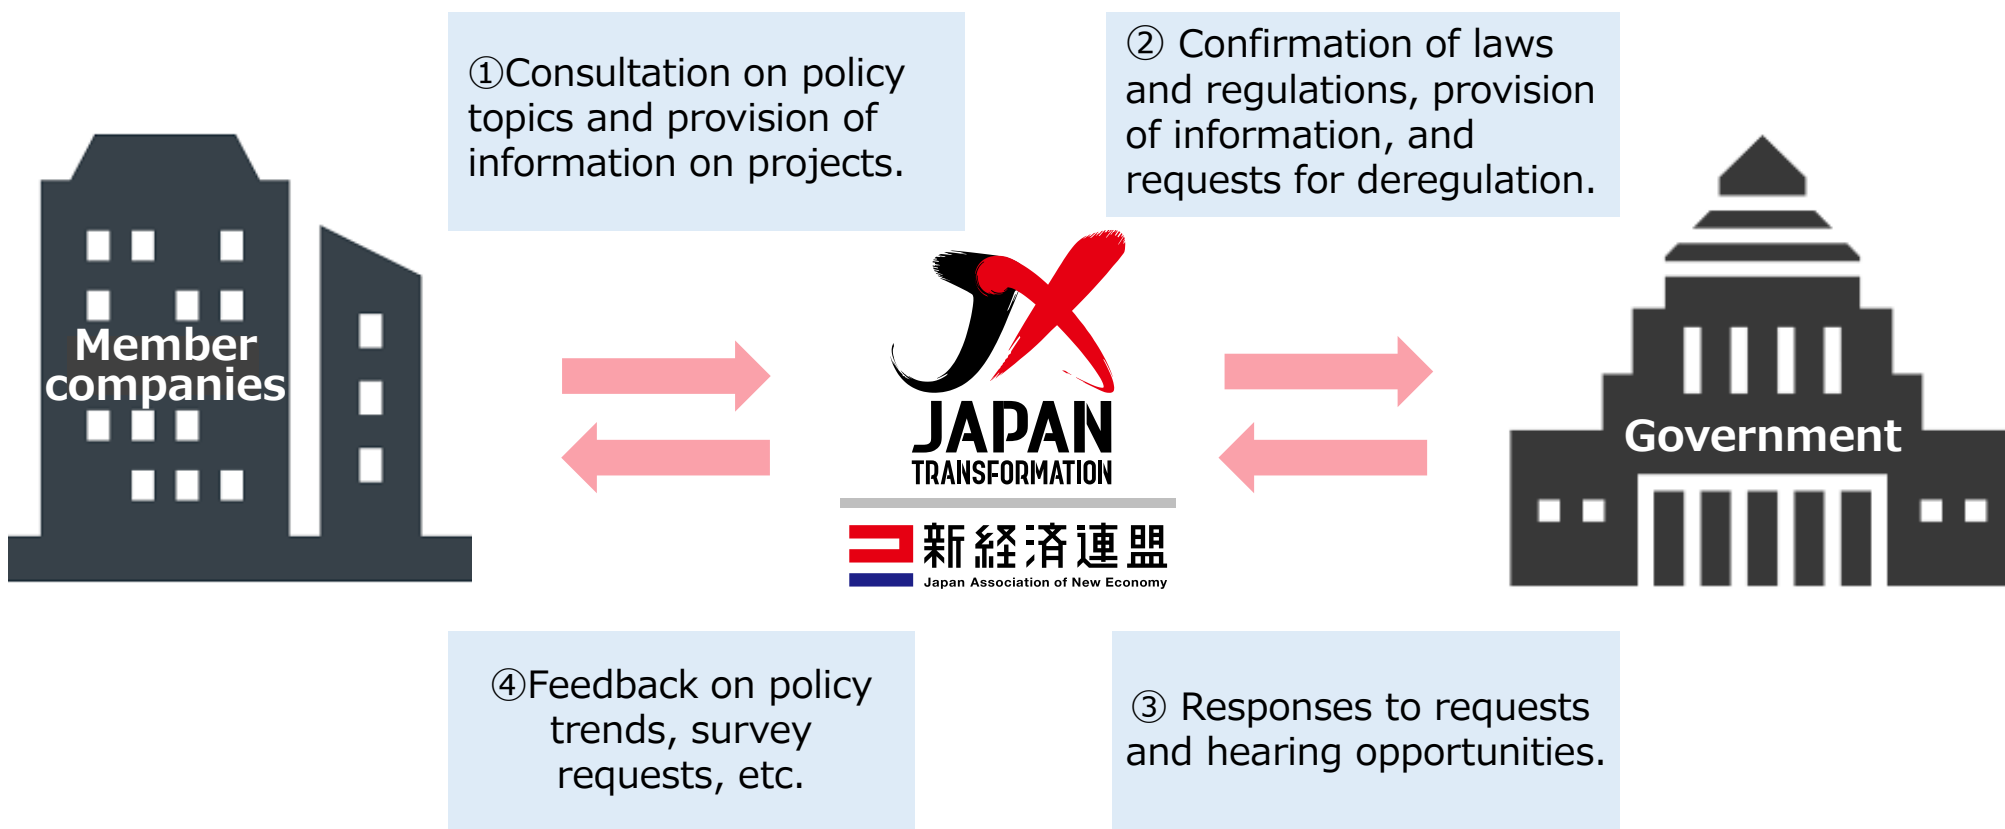 ①Consultation on policy
topics and provision of
information on projects.
② Confirmation of laws
and regulations, provision
of information, and
requests for deregulation.
Member
companies
JX
JAPAN
TRANSFORMATION
Government
新経済連盟
Japan Association of New Economy
④Feedback on policy
trends, survey
requests, etc.
③ Responses to requests
and hearing opportunities.